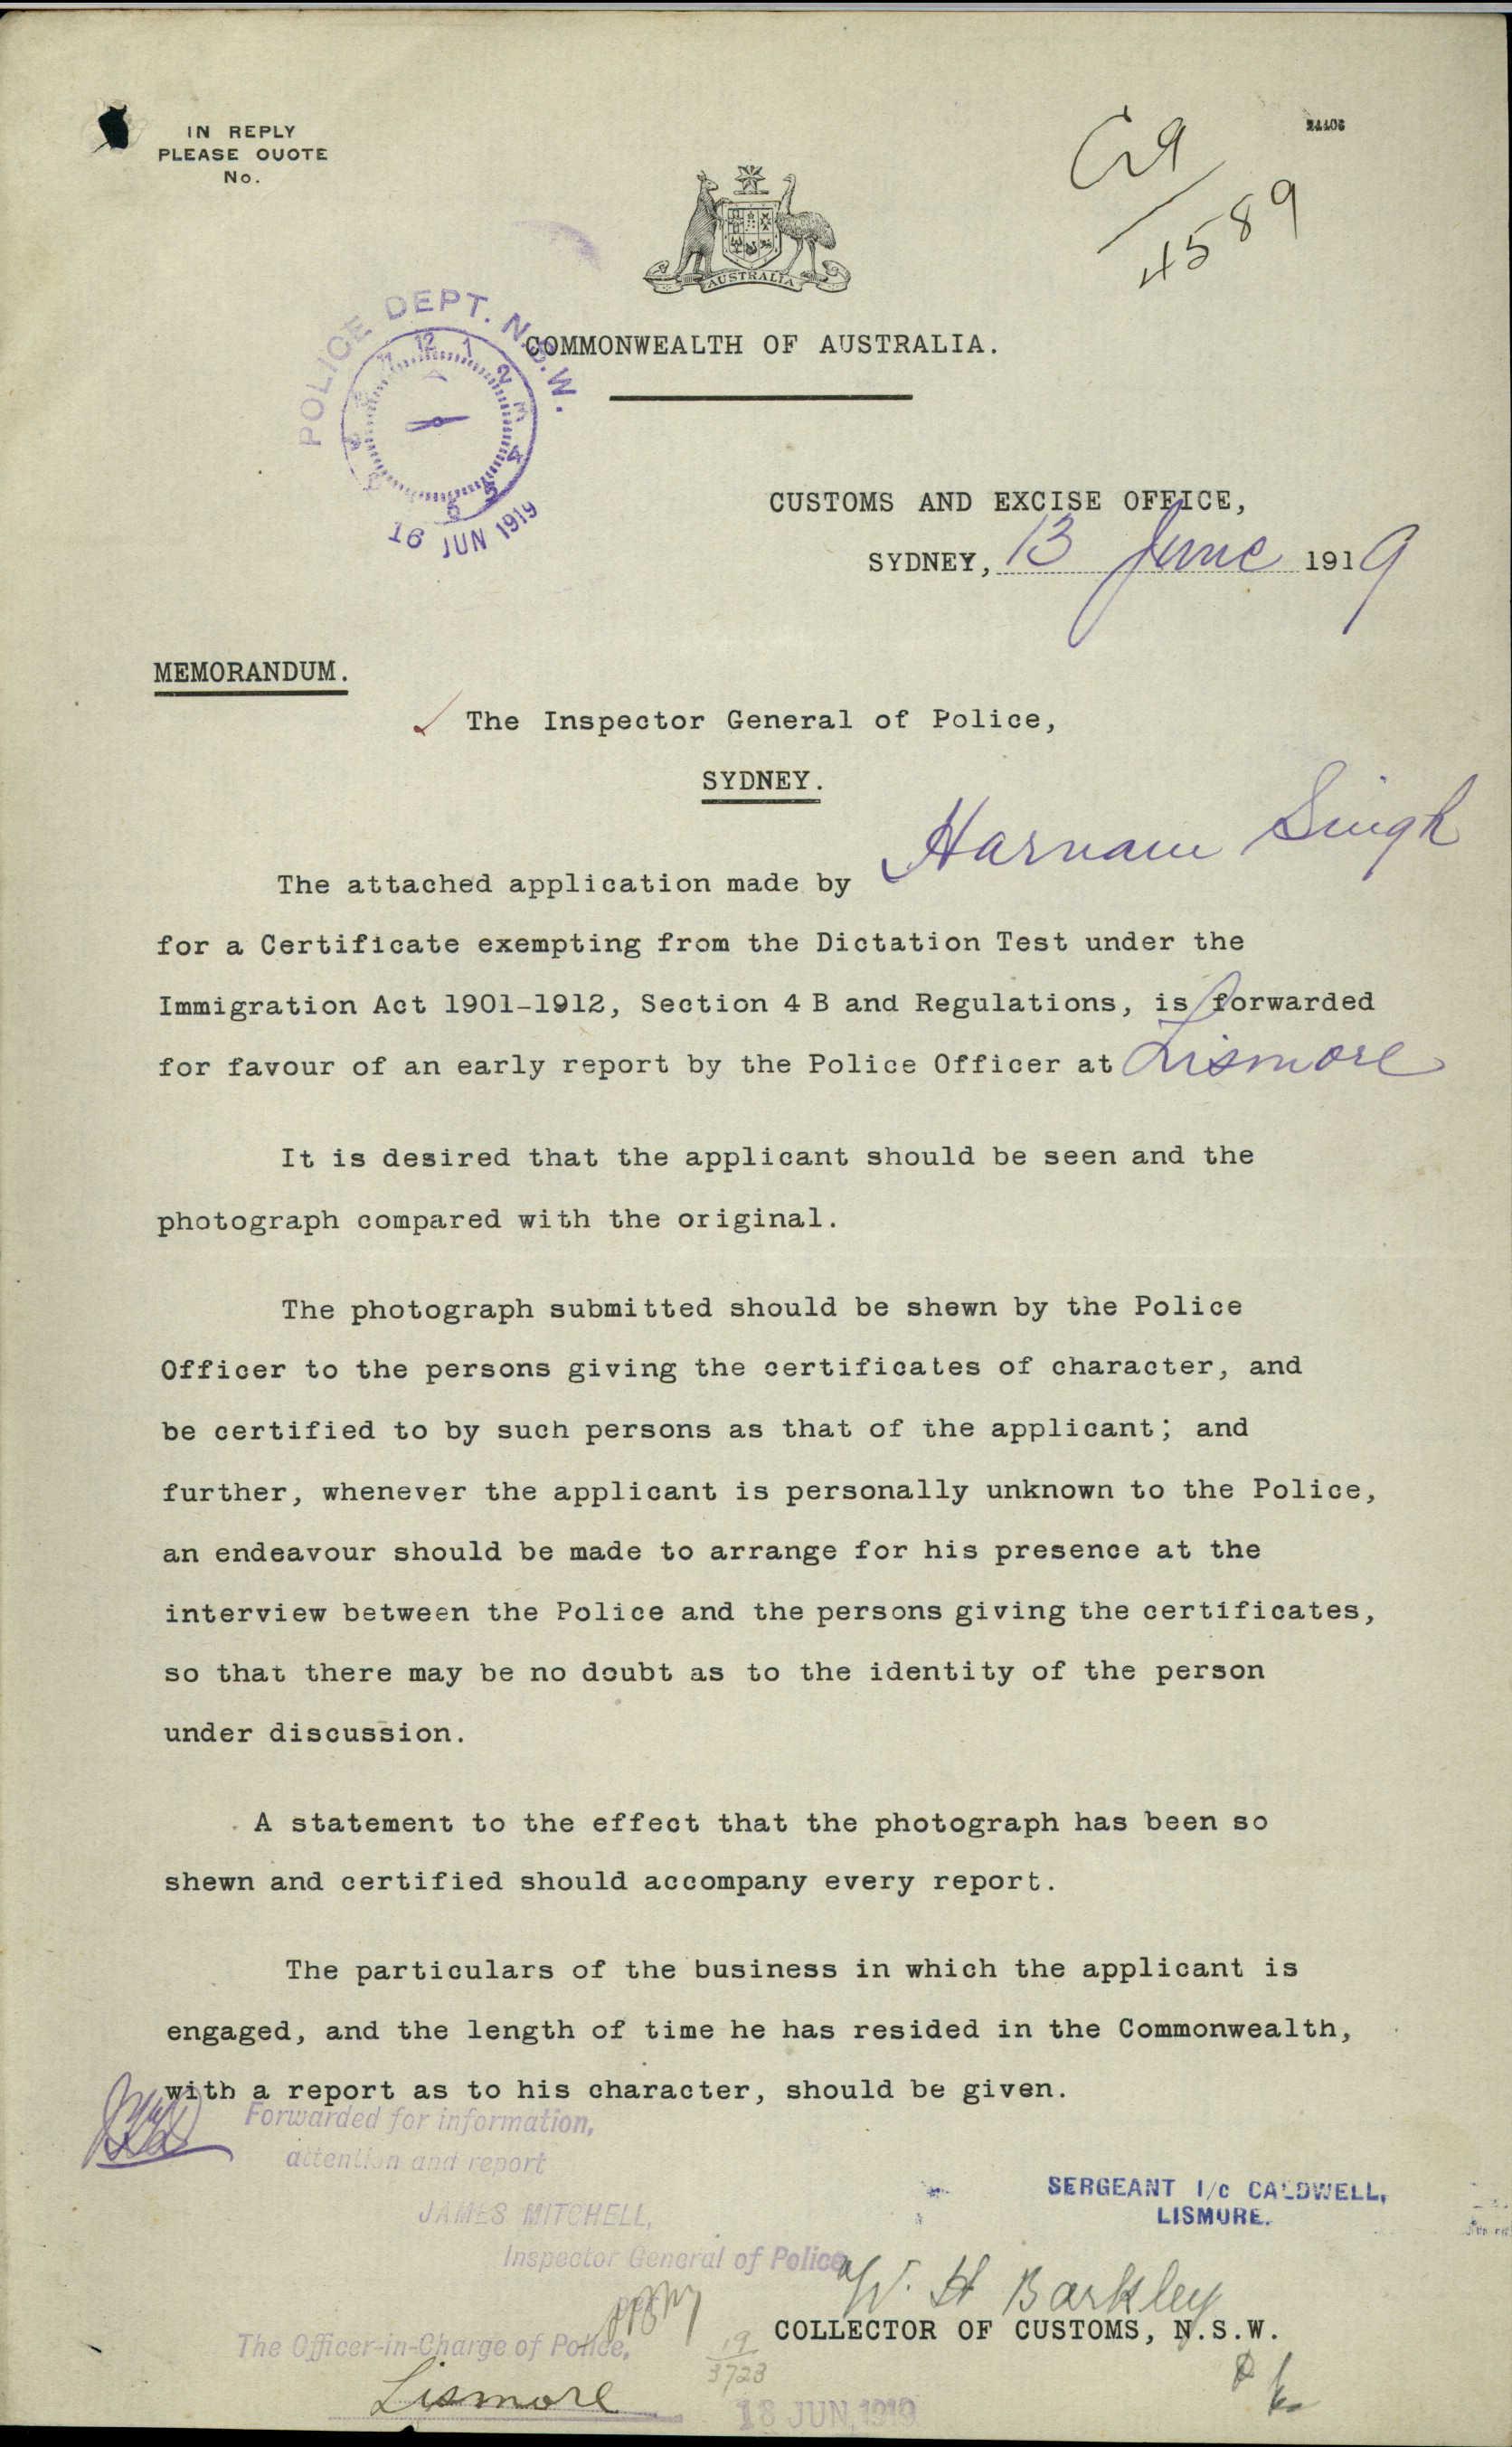 IN REPLY
PLEASE QUOTE
No.
4589
AUSTRALIA
POLICE DEPT. N.S.W.
12 1 2 3 4 5 6
16 JUN 1919
COMMONWEALTH OF AUSTRALIA.
CUSTOMS AND EXCISE OFFICE,
SYDNEY, 13 June 1919
MEMORANDUM.
The Inspector General of Police,
SYDNEY.
The attached application made by Harnam Singh
for a Certificate exempting from the Dictation Test under the
Immigration Act 1901-1912, Section 4 B and Regulations, is forwarded
for favour of an early report by the Police Officer at Lismore
It is desired that the applicant should be seen and the
photograph compared with the original.
The photograph submitted should be shewn by the Police
Officer to the persons giving the certificates of character, and
be certified to by such persons as that of the applicant; and
further, whenever the applicant is personally unknown to the Police,
an endeavour should be made to arrange for his presence at the
interview between the Police and the persons giving the certificates,
so that there may be no doubt as to the identity of the person
under discussion.
A statement to the effect that the photograph has been so
shewn and certified should accompany every report.
The particulars of the business in which the applicant is
engaged, and the length of time he has resided in the Commonwealth,
with a report as to his character, should be given.
Forwarded for information,
attention and report
JAMES MITCHELL,
Inspector General of Police
SERGEANT I/c CALDWELL,
LISMORE.
W. H Barkley
COLLECTOR OF CUSTOMS, N.S.W.
The Officer-in-Charge of Police,
Lismore
19
3723
18 JUN, 1919